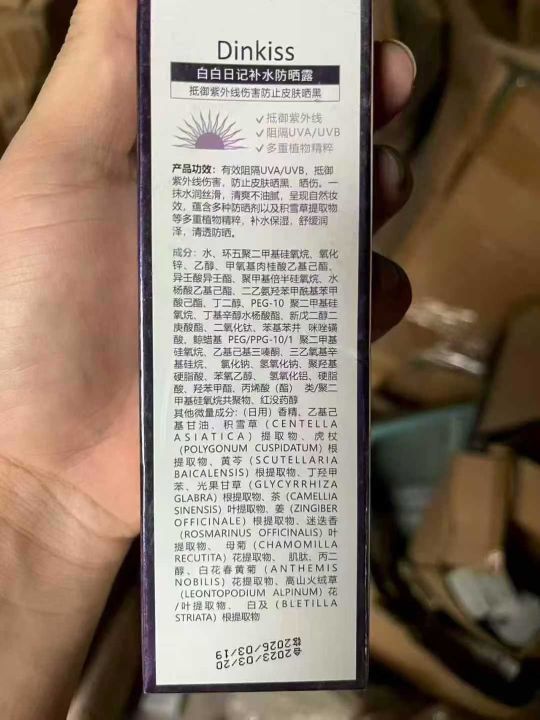 Dinkiss
白白日记补水防晒露
抵御紫外线伤害防止皮肤晒黑
✓ 抵御紫外线
✓ 阻隔UVA/UVB
✓ 多重植物精粹
产品功效：有效阻隔UVA/UVB，抵御
紫外线伤害，防止皮肤晒黑、晒伤。一
抹水润丝滑，清爽不油腻，呈现自然妆
效，蕴含多种防晒剂以及积雪草提取物
等多重植物精粹，补水保湿，舒缓润
泽，清透防晒。
成分：水、环五聚二甲基硅氧烷、氧化
锌、乙醇、甲氧基肉桂酸乙基己酯、
异壬酸异壬酯、聚甲基倍半硅氧烷、水
杨酸乙基己酯、二乙氨羟苯甲酰基苯甲
酸己酯、丁二醇、PEG-10 聚二甲基硅
氧烷、丁基辛醇水杨酸酯、新戊二醇二
庚酸酯、二氧化钛、苯基苯并 咪唑磺
酸、鲸蜡基 PEG/PPG-10/1 聚二甲基
硅氧烷、乙基己基三嗪酮、三乙氧基辛
基硅烷、 氯化钠、氢氧化钠、聚羟基
硬脂酸、苯氧乙醇、 氢氧化铝、硬脂
酸、羟苯甲酯、丙烯酸（酯） 类/聚二
甲基硅氧烷共聚物、红没药醇
其他微量成分：（日用）香精、乙基己
基甘油、积雪草（CENTELLA
ASIATICA）提取物、虎杖
（POLYGONUM CUSPIDATUM）根
提取物、黄芩（SCUTELLARIA
BAICALENSIS）根提取物、丁羟甲
苯、光果甘草（GLYCYRRHIZA
GLABRA）根提取物、茶（CAMELLIA
SINENSIS）叶提取物、姜（ZINGIBER
OFFICINALE）根提取物、迷迭香
（ROSMARINUS OFFICINALIS）叶
提取物、 母菊（CHAMOMILLA
RECUTITA）花提取物、 肌肽、丙二
醇、白花春黄菊（ANTHEMIS
NOBILIS）花提取物、高山火绒草
（LEONTOPODIUM ALPINUM）花
/叶提取物、 白及（BLETILLA
STRIATA）根提取物
合2023/03/20
限2026/03/19